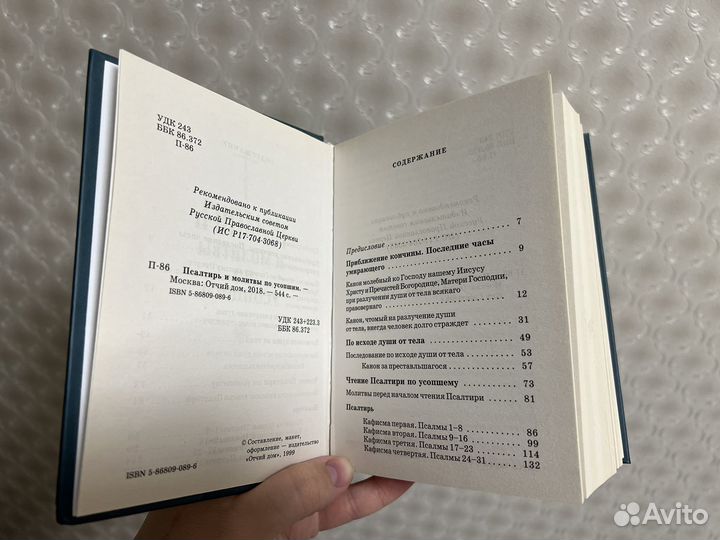 УДК 243
ББК 86.372
П-86
Рекомендовано к публикации
Издательским советом
Русской Православной Церкви
(ИС Р17-704-3068)
П-86 Псалтирь и молитвы по усопшим. —
Москва: Отчий дом, 2018. — 544 с. —
ISBN 5-86809-089-6
УДК 243+223.3
ББК 86.372
© Составление, макет,
оформление — издательство
«Отчий дом», 1999
ISBN 5-86809-089-6
СОДЕРЖАНИЕ
Предисловие 7
Приближение кончины. Последние часы
умирающего 9
Канон молебный ко Господу нашему Иисусу
Христу и Пречистей Богородице, Матери Господни,
при разлучении души от тела всякаго
правовернаго 12
Канон, чтомый на разлучение души
от тела, внегда человек долго страждет 31
По исходе души от тела 49
Последование по исходе души от тела 53
Канон за преставльшагося 57
Чтение Псалтири по усопшему 73
Молитвы перед началом чтения Псалтири 81
Псалтирь
Кафисма первая. Псалмы 1–8 86
Кафисма вторая. Псалмы 9–16 99
Кафисма третия. Псалмы 17–23 114
Кафисма четвертая. Псалмы 24–31 132
Avito